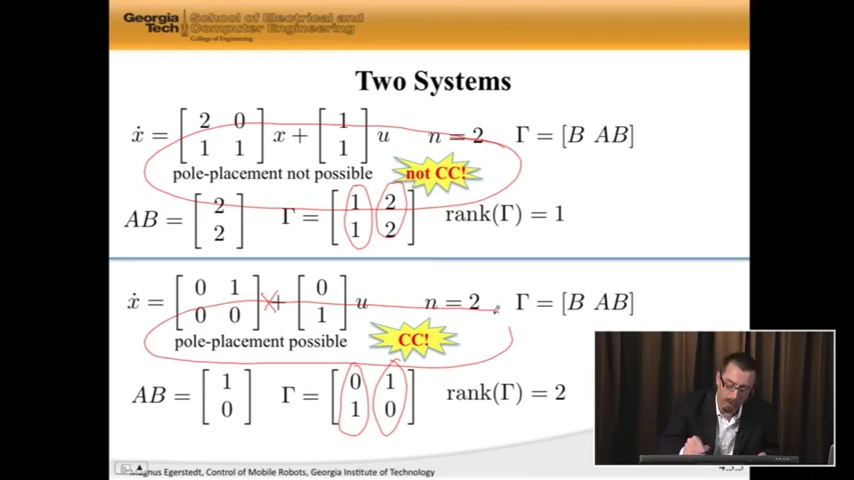 Georgia Tech School of Electrical and Computer Engineering
College of Engineering
Two Systems
ẋ = [ 2 0 ; 1 1 ] x + [ 1 ; 1 ] u n = 2 Γ = [B AB]
pole-placement not possible not CC!
AB = [ 2 ; 2 ] Γ = [ 1 2 ; 1 2 ] rank(Γ) = 1
ẋ = [ 0 1 ; 0 0 ] x + [ 0 ; 1 ] u n = 2 , Γ = [B AB]
pole-placement possible CC!
AB = [ 1 ; 0 ] Γ = [ 0 1 ; 1 0 ] rank(Γ) = 2
Magnus Egerstedt, Control of Mobile Robots, Georgia Institute of Technology